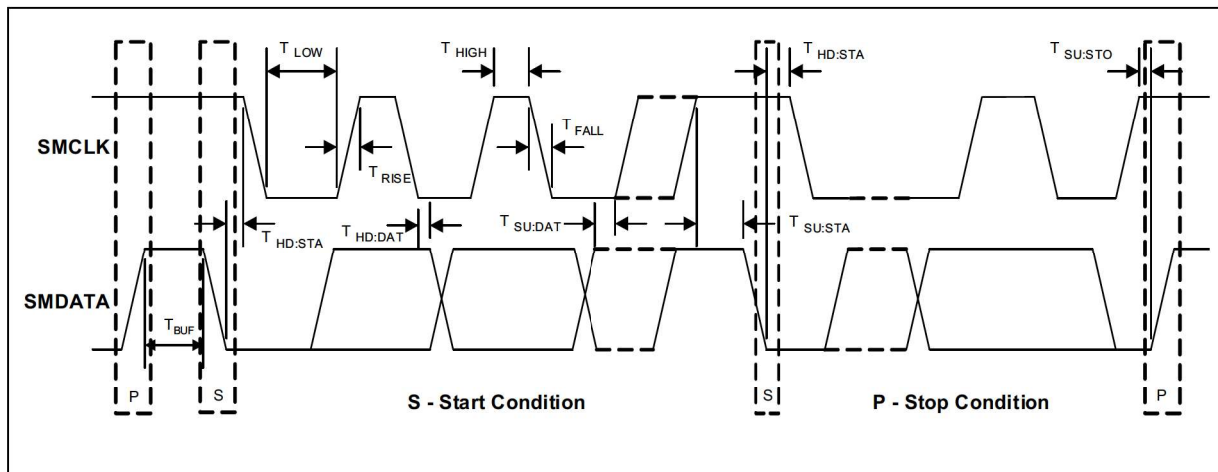 T LOW
T HIGH
T HD:STA
T SU:STO
SMCLK
T FALL
T RISE
T HD:STA
T HD:DAT
T SU:DAT
T SU:STA
SMDATA
T BUF
P
S
S - Start Condition
S
P - Stop Condition
P